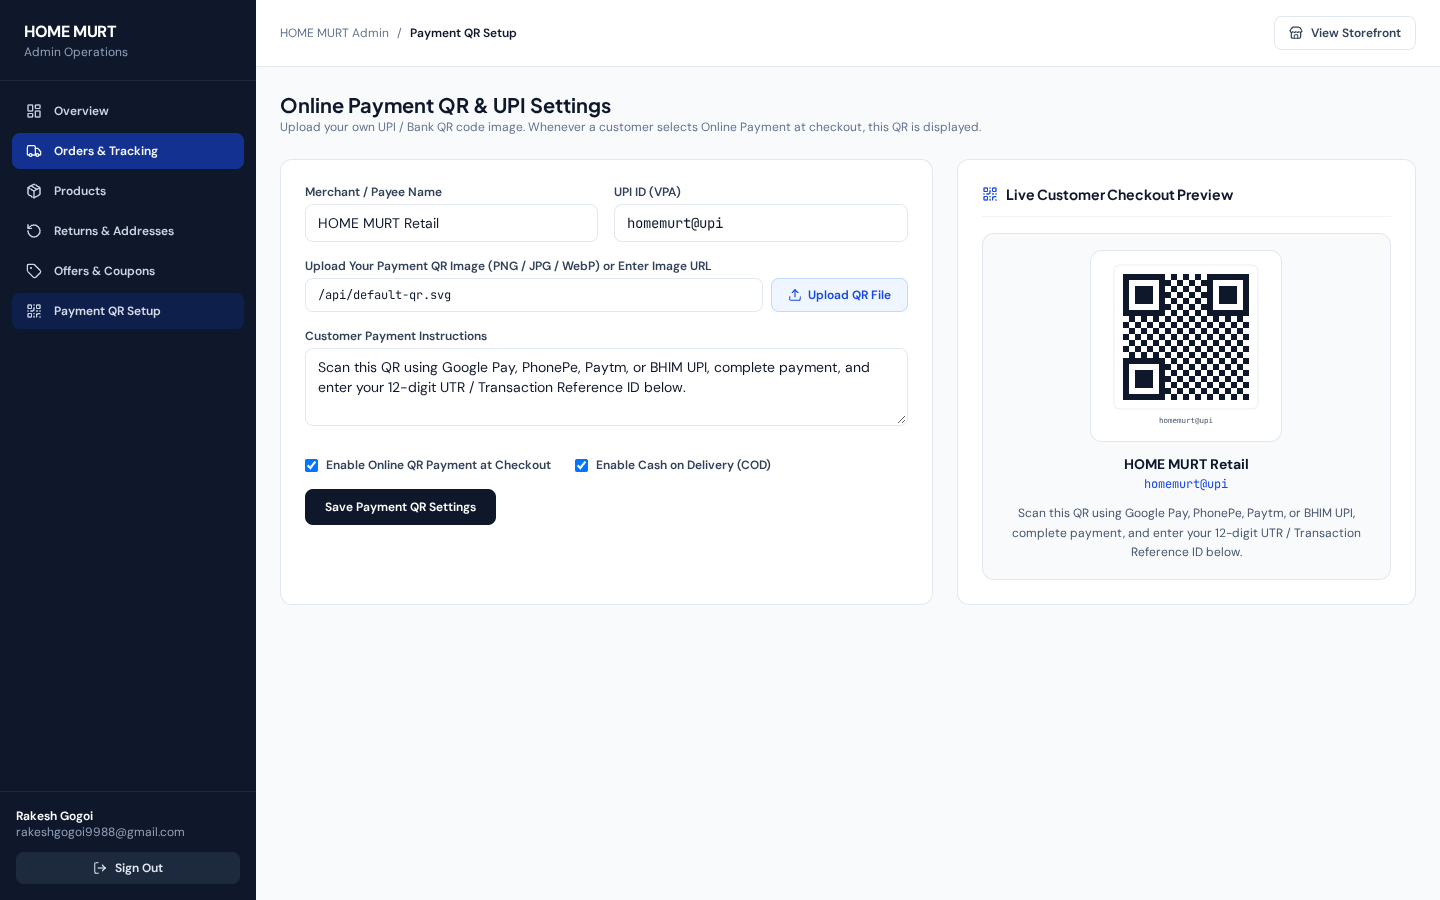 HOME MURT
Admin Operations
Overview
Orders & Tracking
Products
Returns & Addresses
Offers & Coupons
Payment QR Setup
Rakesh Gogoi
rakeshgogoi9988@gmail.com
Sign Out
HOME MURT Admin / Payment QR Setup
View Storefront
Online Payment QR & UPI Settings
Upload your own UPI / Bank QR code image. Whenever a customer selects Online Payment at checkout, this QR is displayed.
Merchant / Payee Name
HOME MURT Retail
UPI ID (VPA)
homemurt@upi
Upload Your Payment QR Image (PNG / JPG / WebP) or Enter Image URL
/api/default-qr.svg
Upload QR File
Customer Payment Instructions
Scan this QR using Google Pay, PhonePe, Paytm, or BHIM UPI, complete payment, and
enter your 12-digit UTR / Transaction Reference ID below.
Enable Online QR Payment at Checkout
Enable Cash on Delivery (COD)
Save Payment QR Settings
Live Customer Checkout Preview
homemurt@upi
HOME MURT Retail
homemurt@upi
Scan this QR using Google Pay, PhonePe, Paytm, or BHIM UPI,
complete payment, and enter your 12-digit UTR / Transaction
Reference ID below.